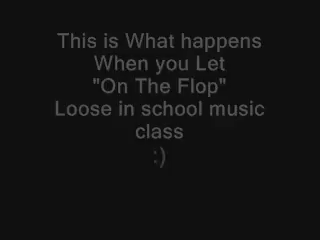 This is What happens
When you Let
"On The Flop"
Loose in school music
class
:)